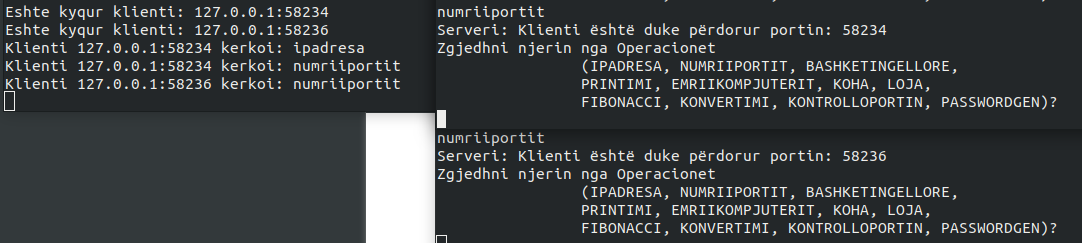 Eshte kyqur klienti: 127.0.0.1:58234
Eshte kyqur klienti: 127.0.0.1:58236
Klienti 127.0.0.1:58234 kerkoi: ipadresa
Klienti 127.0.0.1:58234 kerkoi: numriiportit
Klienti 127.0.0.1:58236 kerkoi: numriiportit
numriiportit
Serveri: Klienti është duke përdorur portin: 58234
Zgjedhni njerin nga Operacionet
(IPADRESA, NUMRIIPORTIT, BASHKETINGELLORE,
PRINTIMI, EMRIIKOMPJUTERIT, KOHA, LOJA,
FIBONACCI, KONVERTIMI, KONTROLLOPORTIN, PASSWORDGEN)?
numriiportit
Serveri: Klienti është duke përdorur portin: 58236
Zgjedhni njerin nga Operacionet
(IPADRESA, NUMRIIPORTIT, BASHKETINGELLORE,
PRINTIMI, EMRIIKOMPJUTERIT, KOHA, LOJA,
FIBONACCI, KONVERTIMI, KONTROLLOPORTIN, PASSWORDGEN)?